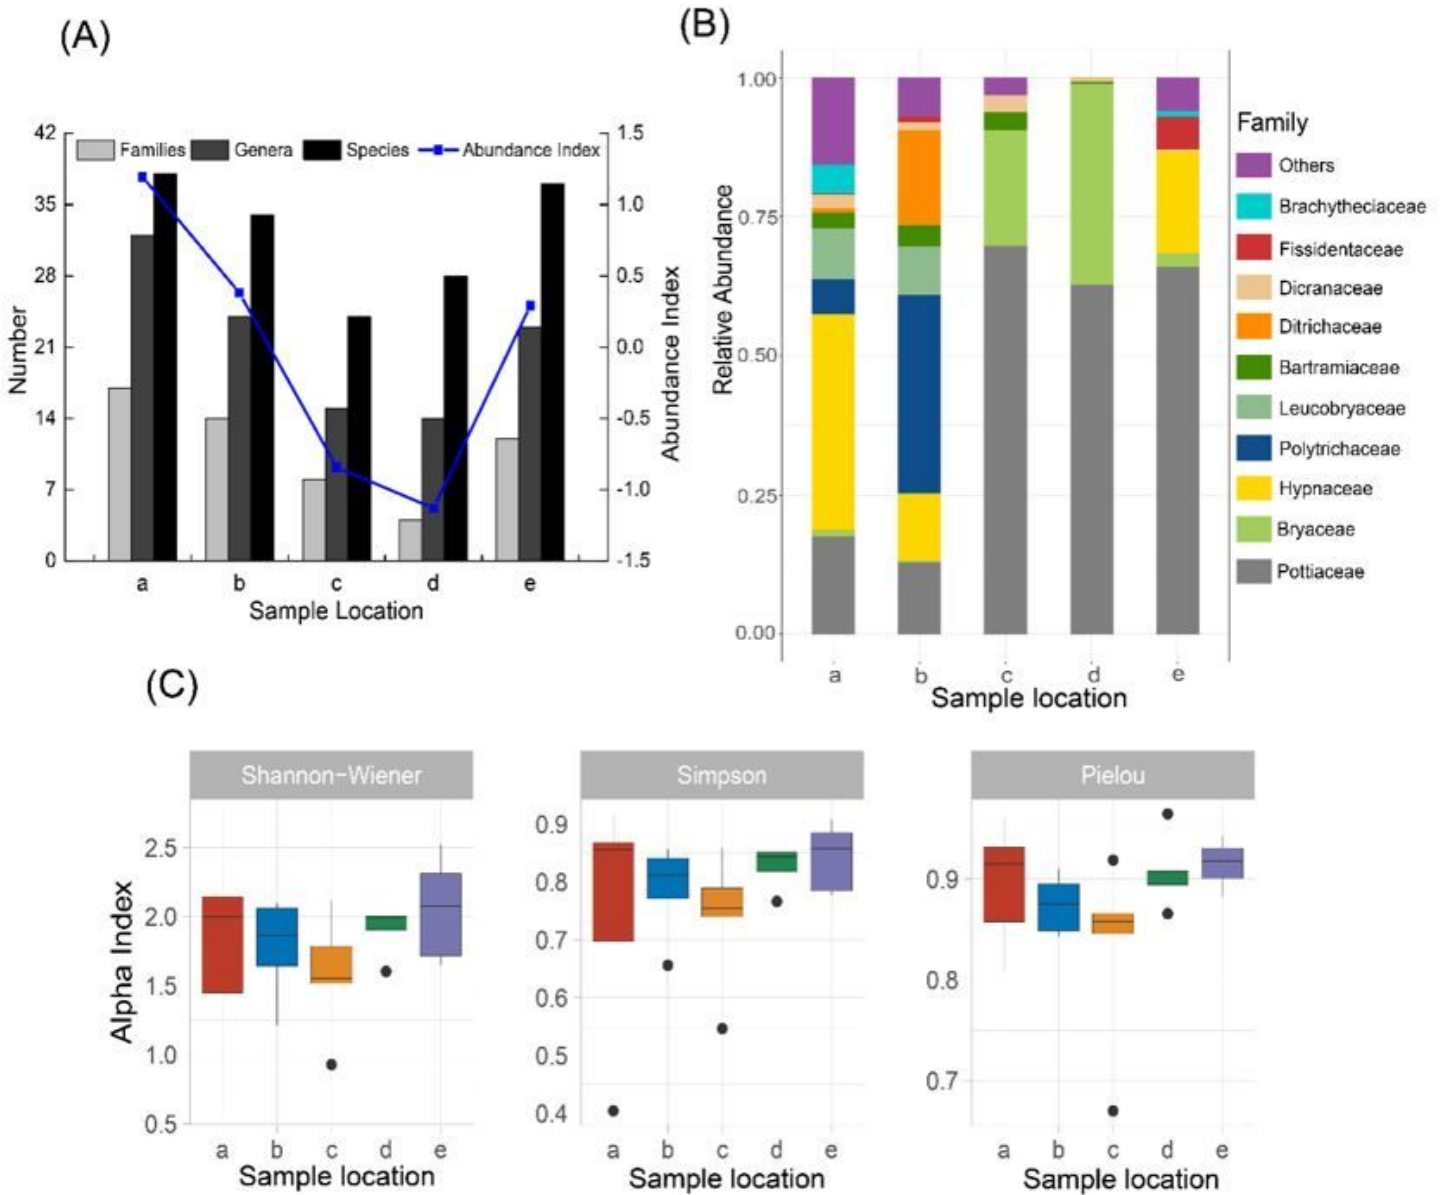 (A)
42
35
28
21
14
7
0
Number
Families Genera Species Abundance Index
1.5
1.0
0.5
0.0
-0.5
-1.0
-1.5
Abundance Index
a b c d e
Sample Location
(B)
1.00
0.75
0.50
0.25
0.00
Relative Abundance
a b c d e
Sample location
Family
Others
Brachytheciaceae
Fissidentaceae
Dicranaceae
Ditrichaceae
Bartramiaceae
Leucobryaceae
Polytrichaceae
Hypnaceae
Bryaceae
Pottiaceae
(C)
Alpha Index
Shannon-Wiener
2.5
2.0
1.5
1.0
0.5
a b c d e
Sample location
Simpson
0.9
0.8
0.7
0.6
0.5
0.4
a b c d e
Sample location
Pielou
0.9
0.8
0.7
a b c d e
Sample location